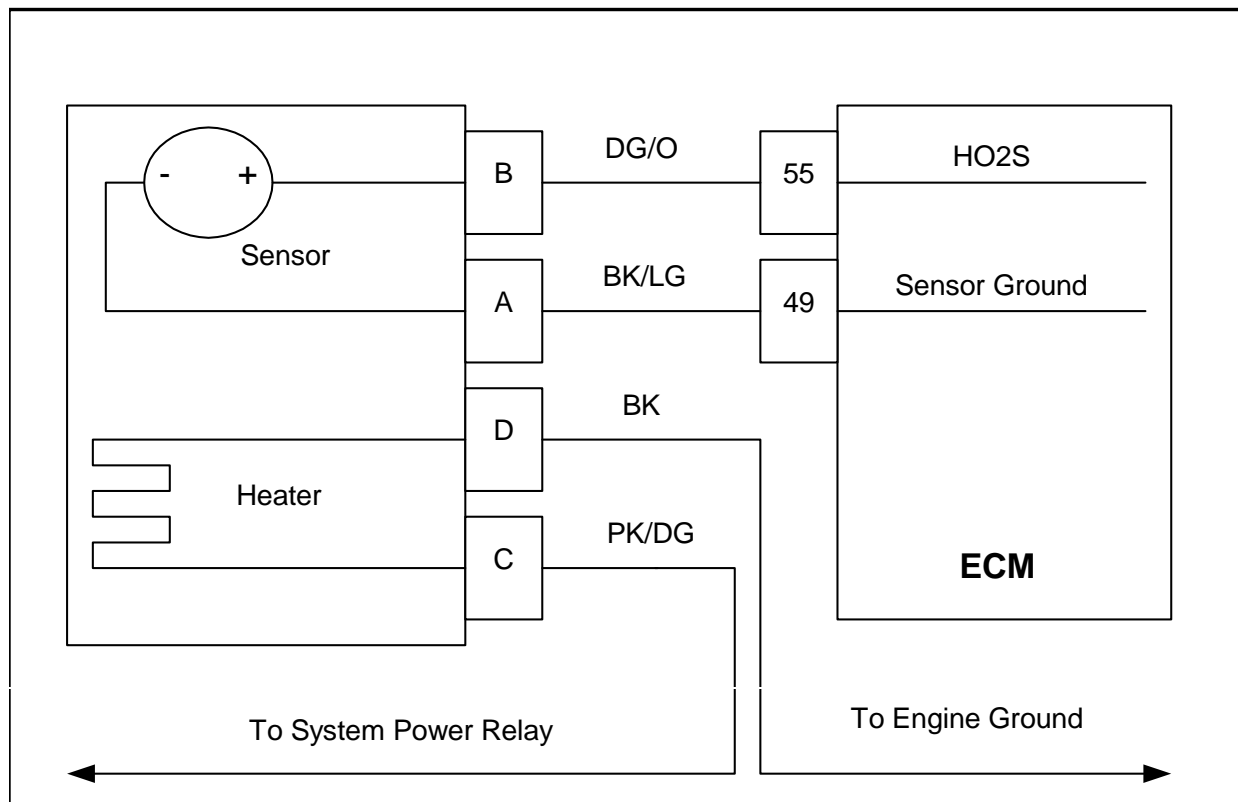 DG/O
B
55
HO2S
- +
Sensor
BK/LG
A
49
Sensor Ground
BK
D
Heater
PK/DG
C
ECM
To System Power Relay
To Engine Ground